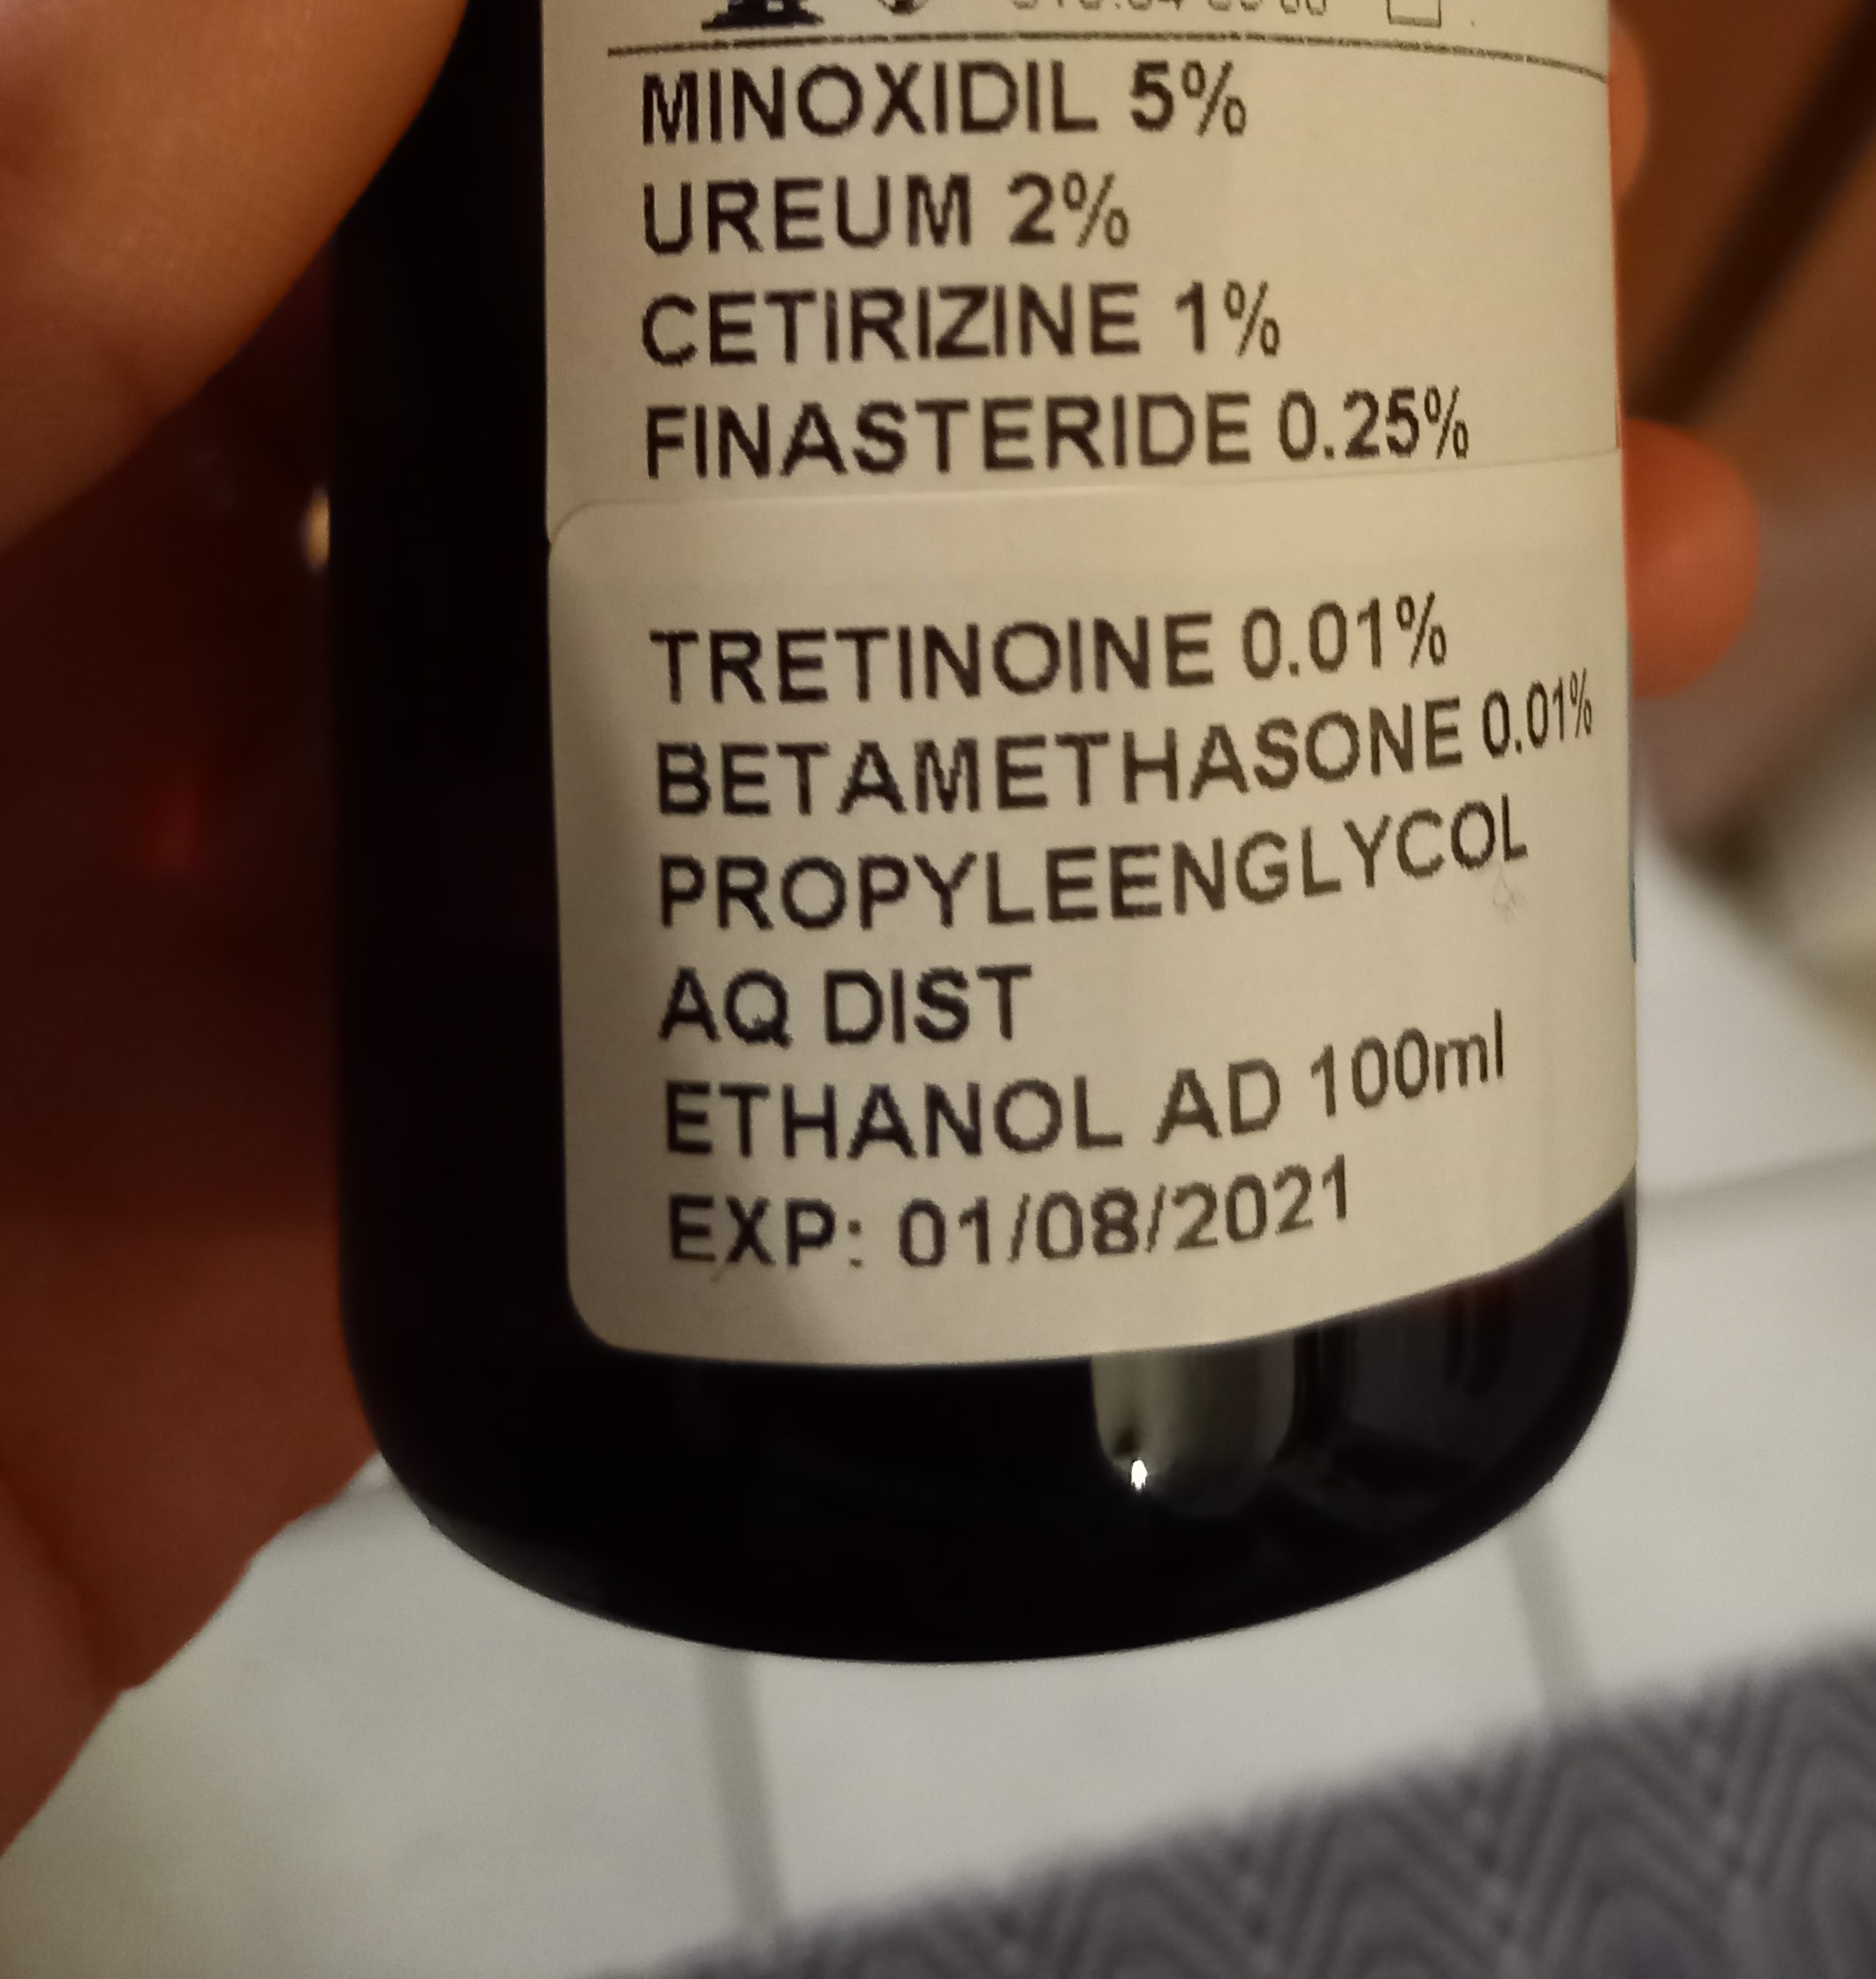 MINOXIDIL 5%
UREUM 2%
CETIRIZINE 1%
FINASTERIDE 0.25%
TRETINOINE 0.01%
BETAMETHASONE 0.01%
PROPYLEENGLYCOL
AQ DIST
ETHANOL AD 100ml
EXP: 01/08/2021